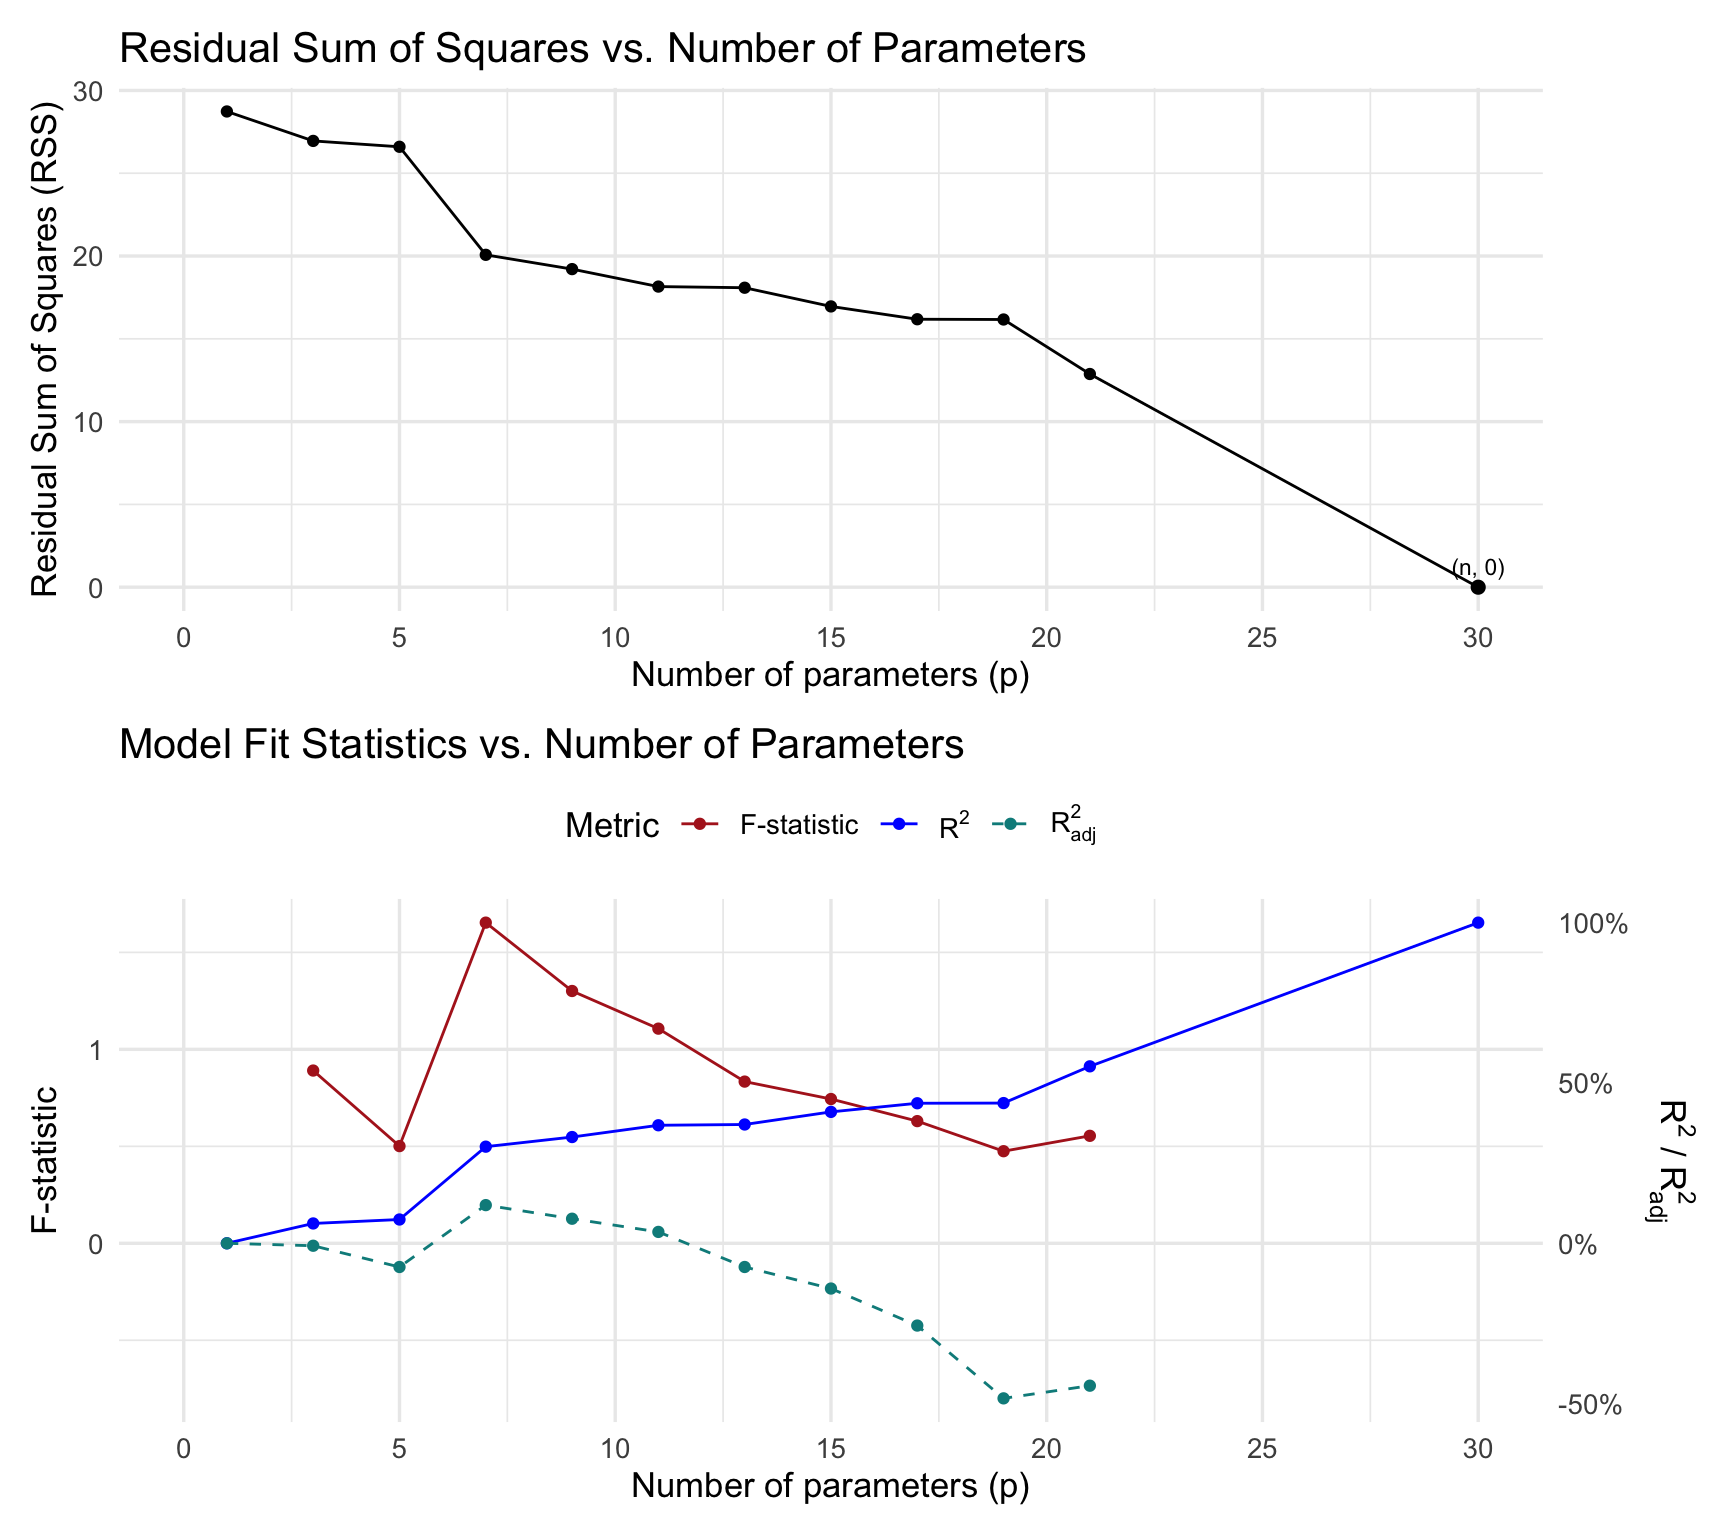 Residual Sum of Squares vs. Number of Parameters
Residual Sum of Squares (RSS)
30
20
10
0
(n, 0)
0 5 10 15 20 25 30
Number of parameters (p)
Model Fit Statistics vs. Number of Parameters
Metric F-statistic R² R²adj
F-statistic
1
0
100%
50%
0%
-50%
R² / R²adj
0 5 10 15 20 25 30
Number of parameters (p)